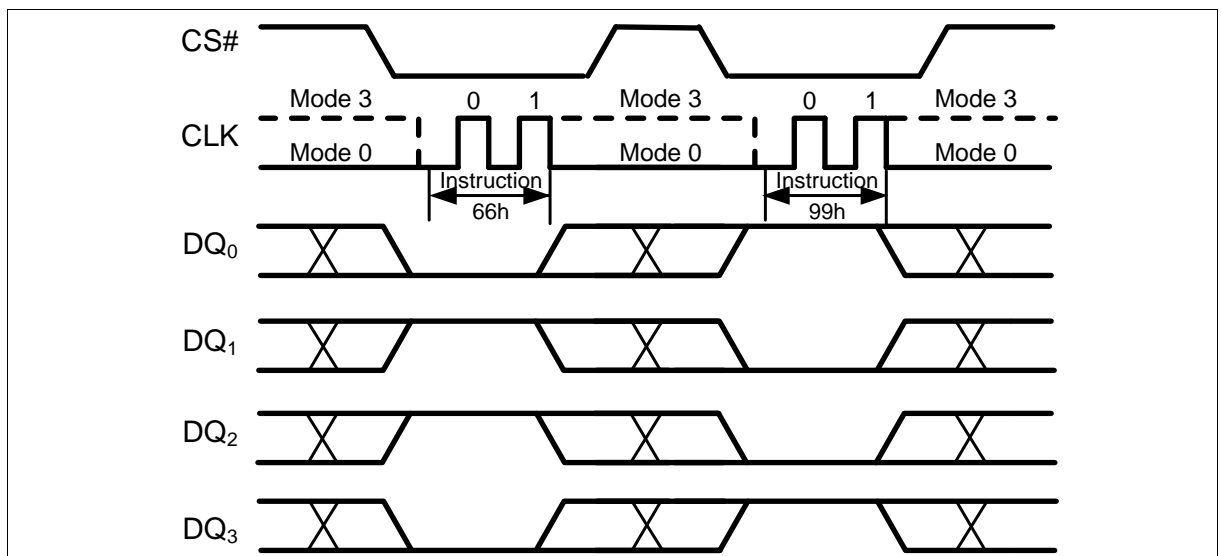 CS#
Mode 3 0 1 Mode 3 0 1 Mode 3
CLK
Mode 0 Mode 0 Mode 0
Instruction Instruction
66h 99h
DQ0
DQ1
DQ2
DQ3